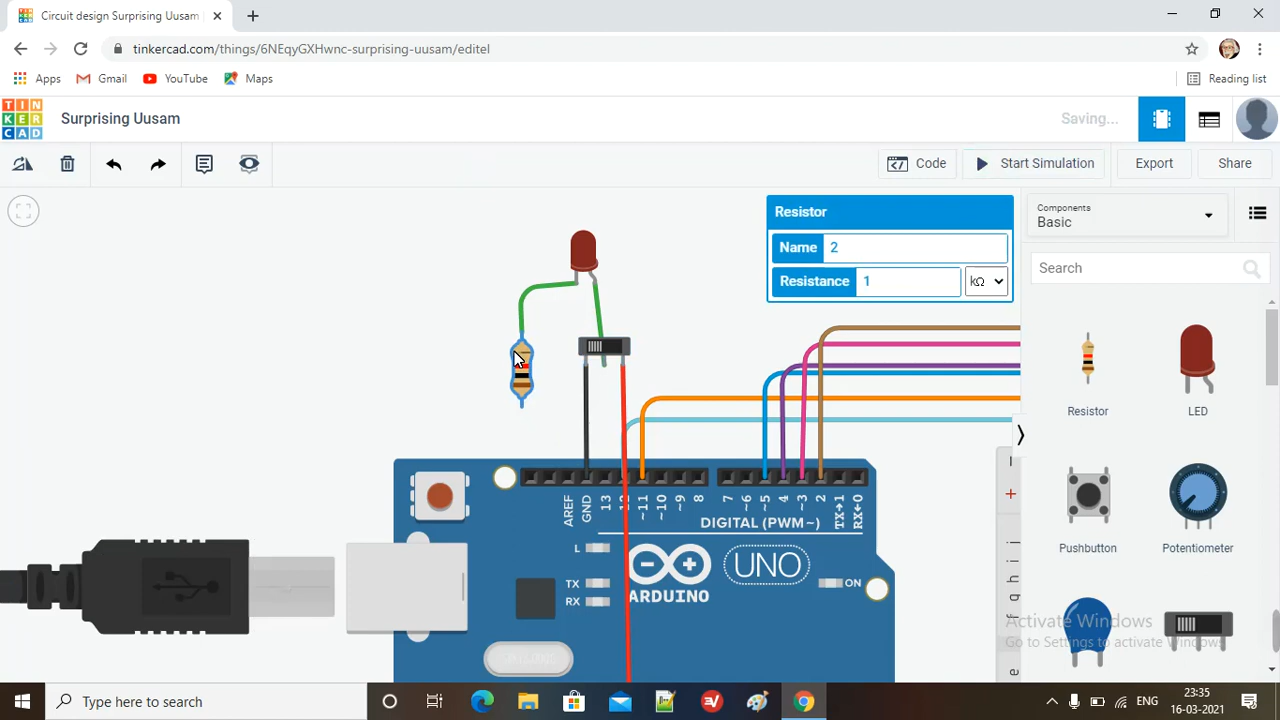 Circuit design Surprising Uusam
tinkercad.com/things/6NEqyGXHwnc-surprising-uusam/editel
Apps
Gmail
YouTube
Maps
Reading list
TIN
KER
CAD
Surprising Uusam
Saving...
Code
Start Simulation
Export
Share
Resistor
Name 2
Resistance 1 kΩ
Components
Basic
Search
Resistor
LED
Pushbutton
Potentiometer
AREF
GND
13
~11
~10
~9
8
7
~6
~5
4
~3
2
TX→1
RX←0
DIGITAL (PWM~)
L
TX
RX
ARDUINO
UNO
ON
j
i
h
g
f
e
Activate Windows
Go to Settings to activate Windows
Type here to search
ENG
23:35
16-03-2021